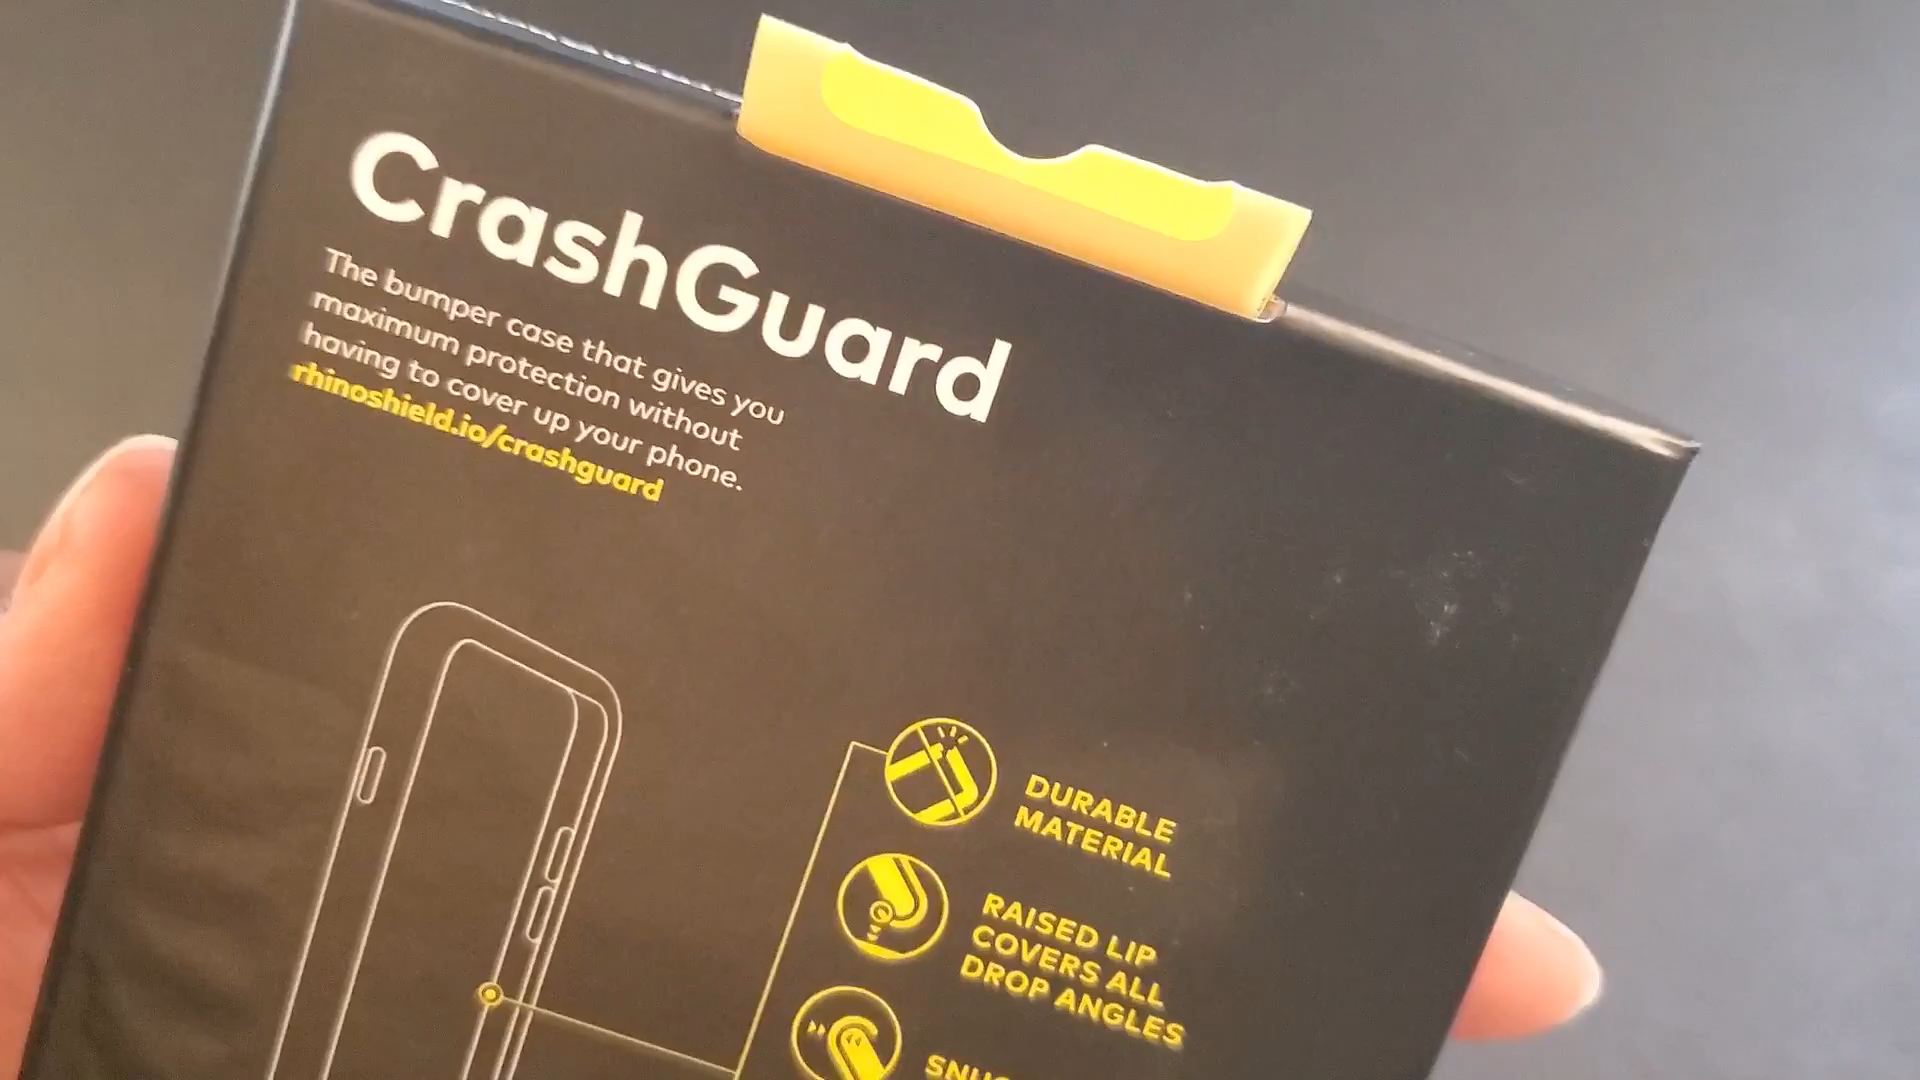 CrashGuard
The bumper case that gives you
maximum protection without
having to cover up your phone.
rhinoshield.io/crashguard
DURABLE
MATERIAL
RAISED LIP
COVERS ALL
DROP ANGLES